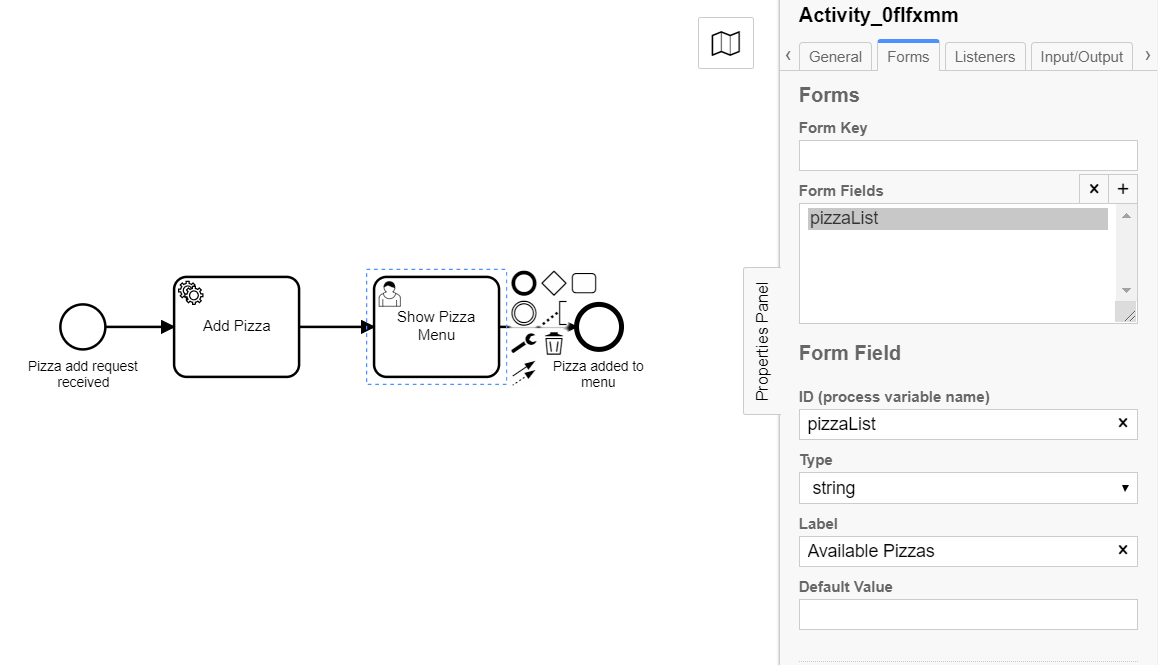 Activity_0flfxmm
General
Forms
Listeners
Input/Output
Forms
Form Key
Form Fields
pizzaList
Form Field
ID (process variable name)
pizzaList
Type
string
Label
Available Pizzas
Default Value
Properties Panel
Add Pizza
Show Pizza
Menu
Pizza add request
received
Pizza added to
menu